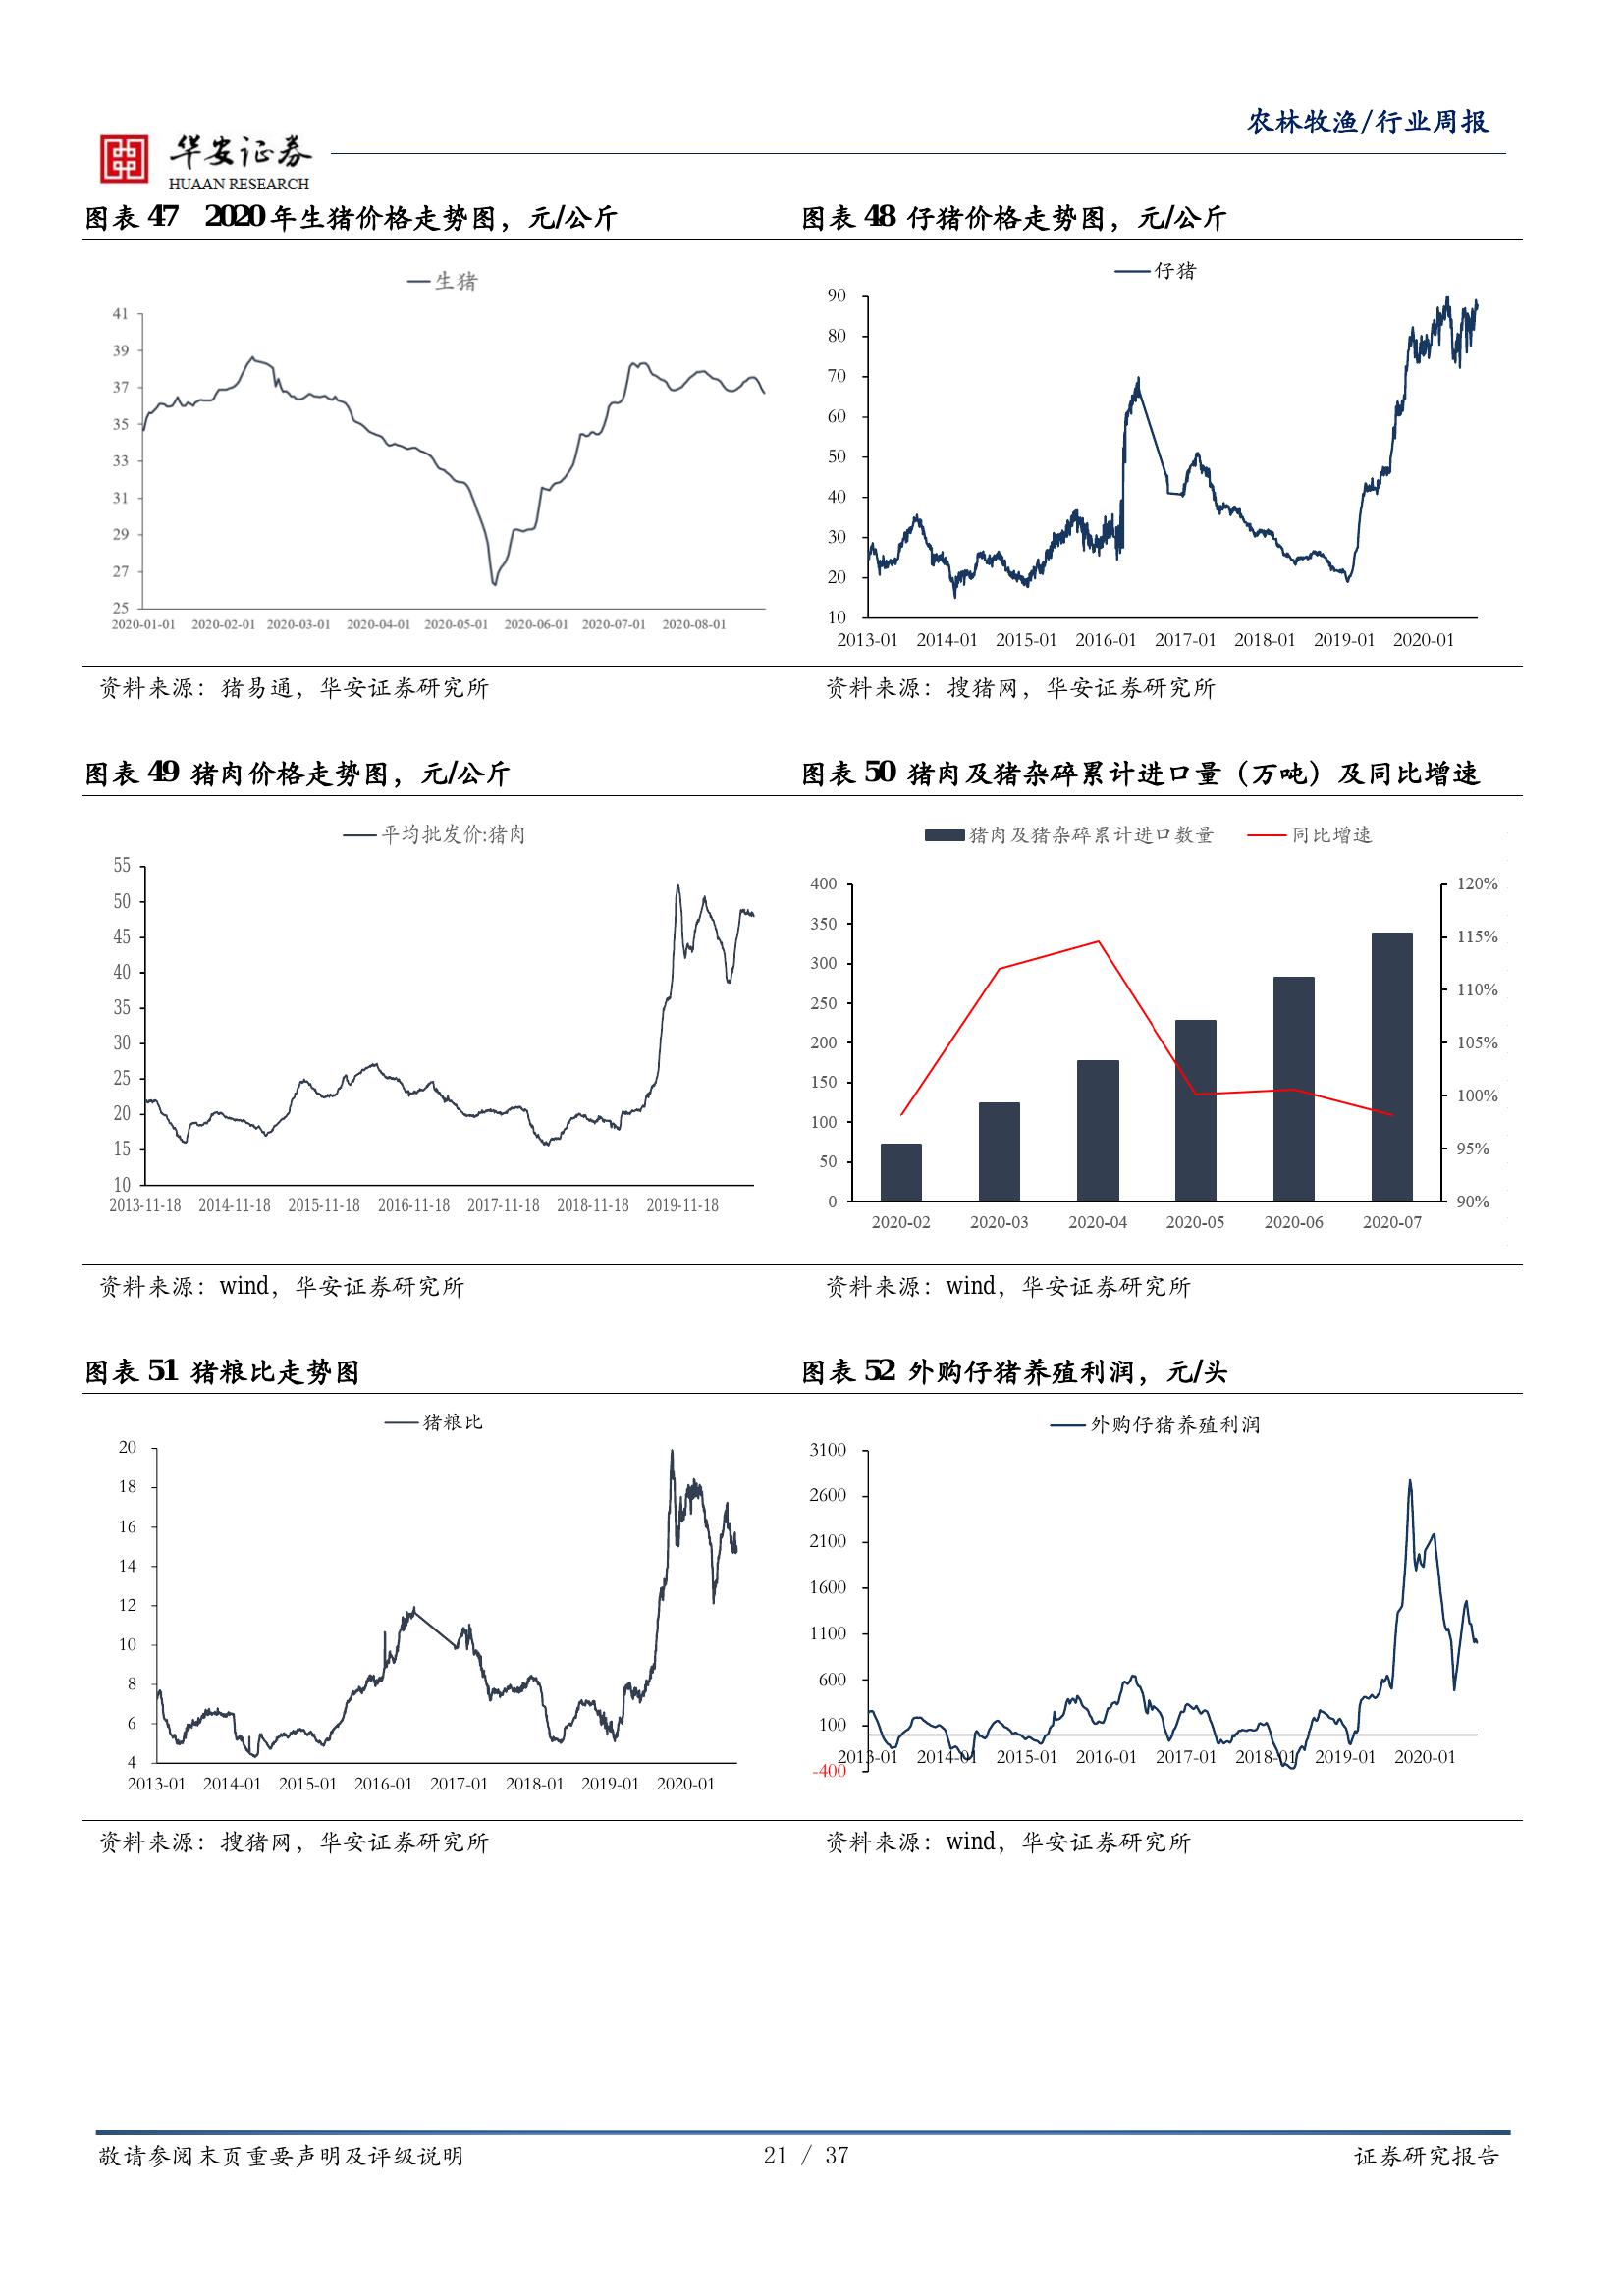 农林牧渔/行业周报
华安证券
HUAAN RESEARCH
图表 47 2020 年生猪价格走势图，元/公斤
生猪
41
39
37
35
33
31
29
27
25
2020-01-01 2020-02-01 2020-03-01 2020-04-01 2020-05-01 2020-06-01 2020-07-01 2020-08-01
资料来源：猪易通，华安证券研究所
图表 48 仔猪价格走势图，元/公斤
仔猪
90
80
70
60
50
40
30
20
10
2013-01 2014-01 2015-01 2016-01 2017-01 2018-01 2019-01 2020-01
资料来源：搜猪网，华安证券研究所
图表 49 猪肉价格走势图，元/公斤
平均批发价:猪肉
55
50
45
40
35
30
25
20
15
10
2013-11-18 2014-11-18 2015-11-18 2016-11-18 2017-11-18 2018-11-18 2019-11-18
资料来源：wind，华安证券研究所
图表 50 猪肉及猪杂碎累计进口量（万吨）及同比增速
猪肉及猪杂碎累计进口数量 同比增速
400
350
300
250
200
150
100
50
0
120%
115%
110%
105%
100%
95%
90%
2020-02 2020-03 2020-04 2020-05 2020-06 2020-07
资料来源：wind，华安证券研究所
图表 51 猪粮比走势图
猪粮比
20
18
16
14
12
10
8
6
4
2013-01 2014-01 2015-01 2016-01 2017-01 2018-01 2019-01 2020-01
资料来源：搜猪网，华安证券研究所
图表 52 外购仔猪养殖利润，元/头
外购仔猪养殖利润
3100
2600
2100
1600
1100
600
100
-400
2013-01 2014-01 2015-01 2016-01 2017-01 2018-01 2019-01 2020-01
资料来源：wind，华安证券研究所
敬请参阅末页重要声明及评级说明 21 / 37 证券研究报告